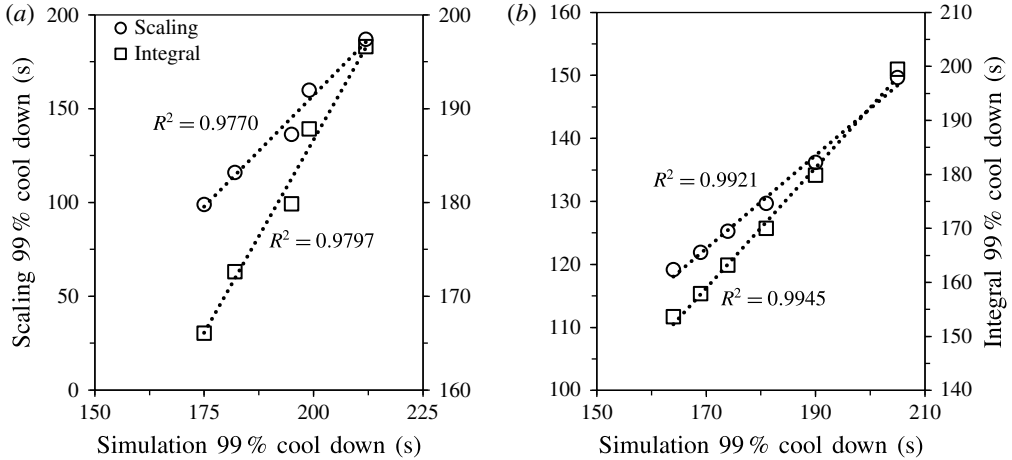 (a)
200
150
100
50
0
Scaling 99 % cool down (s)
Scaling
Integral
R² = 0.9770
R² = 0.9797
200
190
180
170
160
150
175
200
225
Simulation 99 % cool down (s)
(b)
160
150
140
130
120
110
100
R² = 0.9921
R² = 0.9945
210
200
190
180
170
160
150
140
Integral 99 % cool down (s)
150
170
190
210
Simulation 99 % cool down (s)